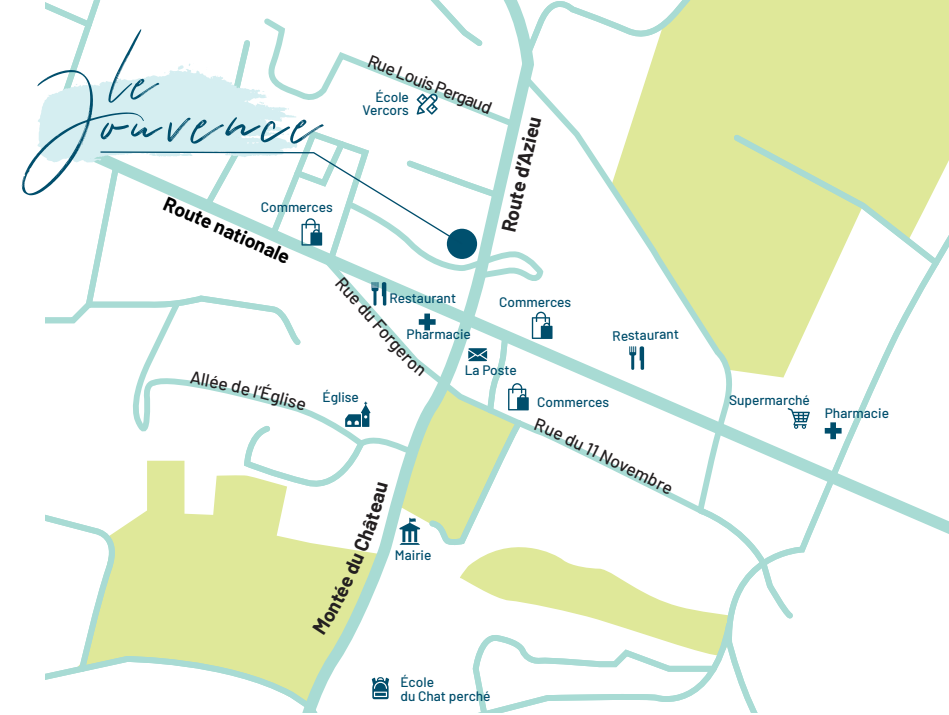 Le
Jouvence
Rue Louis Pergaud
École
Vercors
Route d'Azieu
Commerces
Route nationale
Restaurant
Pharmacie
Rue du Forgeron
Commerces
Restaurant
La Poste
Allée de l'Église
Église
Commerces
Supermarché
Pharmacie
Rue du 11 Novembre
Montée du Château
Mairie
École
du Chat perché